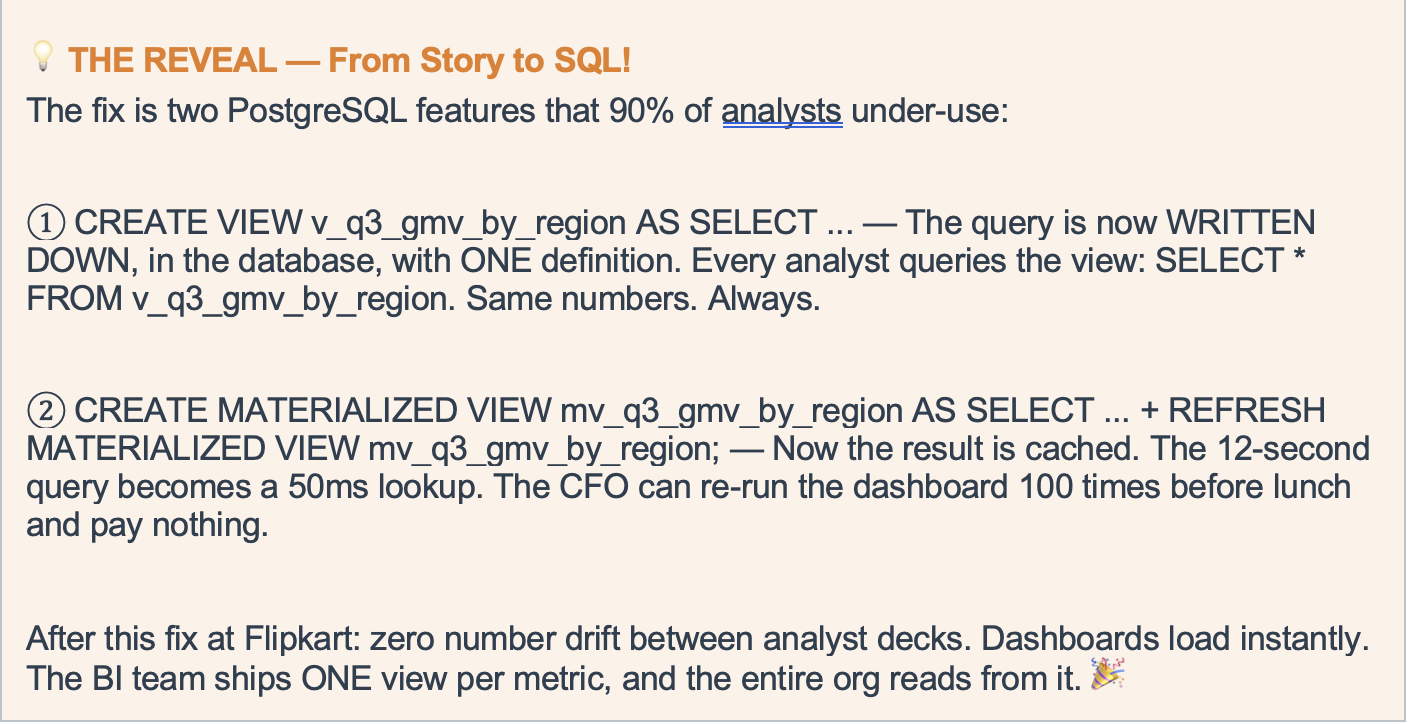 💡 THE REVEAL — From Story to SQL!
The fix is two PostgreSQL features that 90% of analysts under-use:
① CREATE VIEW v_q3_gmv_by_region AS SELECT ... — The query is now WRITTEN
DOWN, in the database, with ONE definition. Every analyst queries the view: SELECT *
FROM v_q3_gmv_by_region. Same numbers. Always.
② CREATE MATERIALIZED VIEW mv_q3_gmv_by_region AS SELECT ... + REFRESH
MATERIALIZED VIEW mv_q3_gmv_by_region; — Now the result is cached. The 12-second
query becomes a 50ms lookup. The CFO can re-run the dashboard 100 times before lunch
and pay nothing.
After this fix at Flipkart: zero number drift between analyst decks. Dashboards load instantly.
The BI team ships ONE view per metric, and the entire org reads from it. 🎉